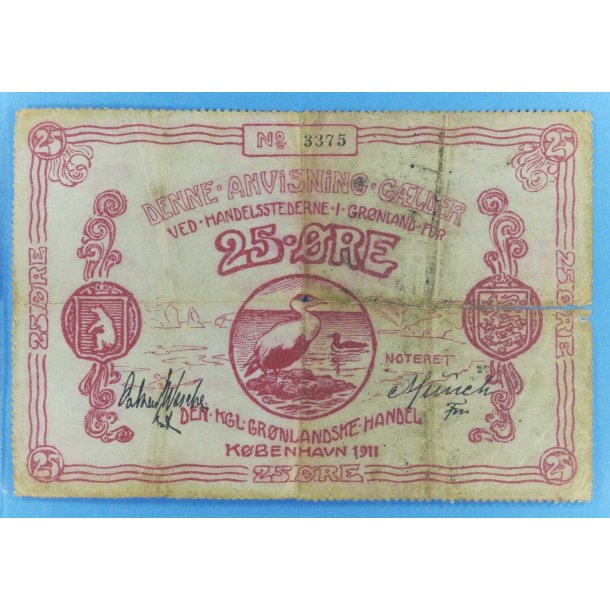 25 25
No 3375
DENNE · ANVISNING · GÆLDER
VED · HANDELSSTEDERNE · I · GRØNLAND · FOR
25 · ØRE
25 ØRE
25 ØRE
NOTERET
Münch
DEN · KGL · GRØNLANDSKE · HANDEL
KØBENHAVN 1911
25 25 ØRE 25